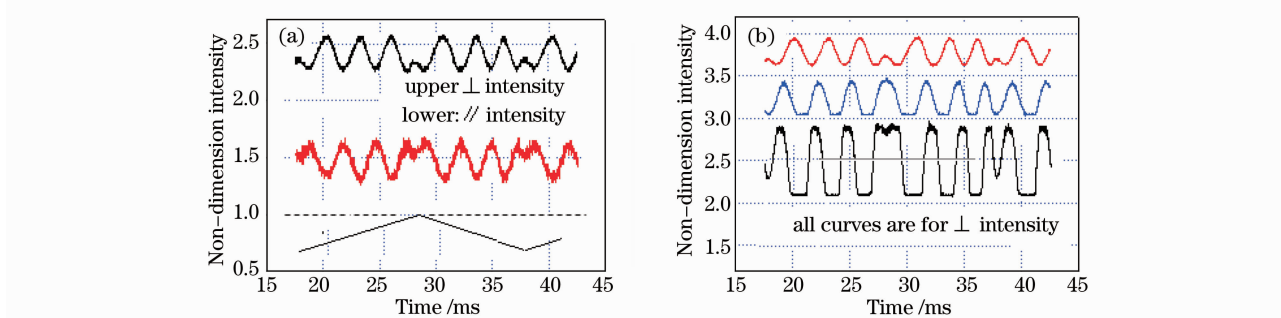 (a)
Non-dimension intensity
2.5
2.0
1.5
1.0
0.5
upper ⊥ intensity
lower: // intensity
15 20 25 30 35 40 45
Time /ms
(b)
Non-dimension intensity
4.0
3.5
3.0
2.5
2.0
1.5
all curves are for ⊥ intensity
15 20 25 30 35 40 45
Time /ms